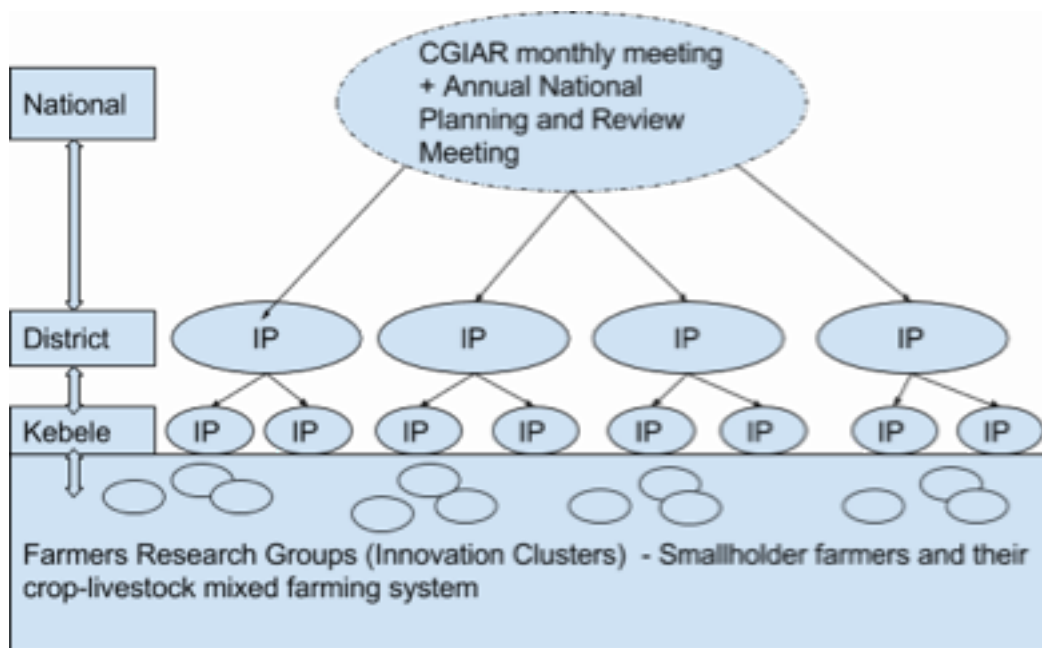 CGIAR monthly meeting
+ Annual National
Planning and Review
Meeting
National
District
IP
IP
IP
IP
Kebele
IP
IP
IP
IP
IP
IP
IP
IP
Farmers Research Groups (Innovation Clusters)  - Smallholder farmers and their
crop-livestock mixed farming system